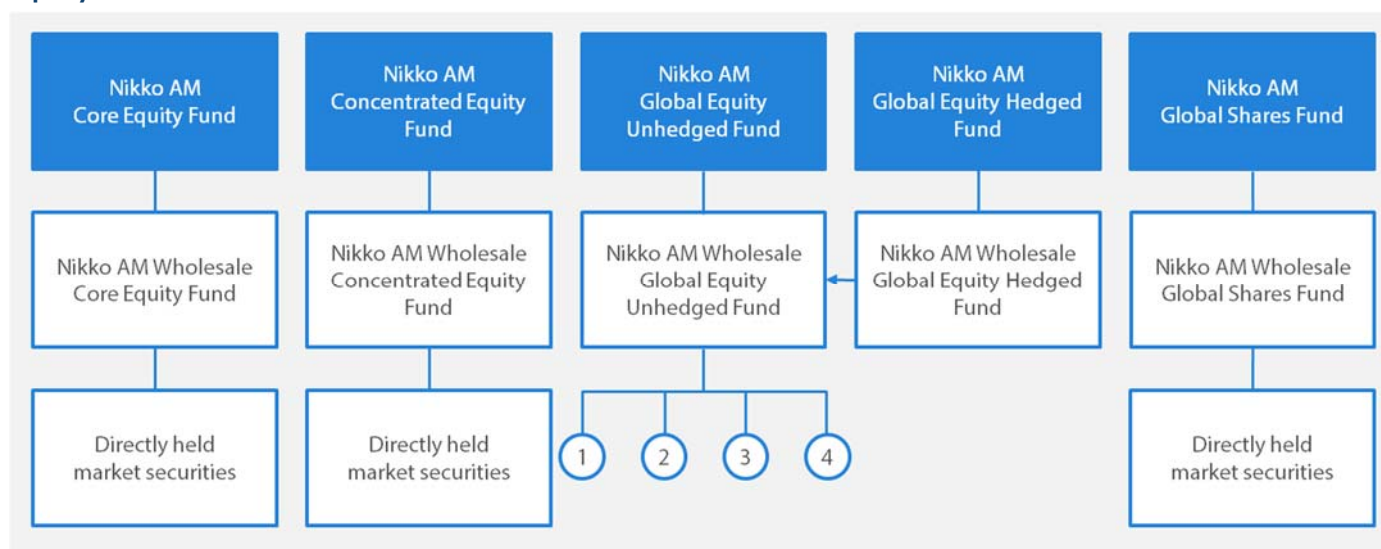 Nikko AM
Core Equity Fund
Nikko AM
Concentrated Equity
Fund
Nikko AM
Global Equity
Unhedged Fund
Nikko AM
Global Equity Hedged
Fund
Nikko AM
Global Shares Fund
Nikko AM Wholesale
Core Equity Fund
Nikko AM Wholesale
Concentrated Equity
Fund
Nikko AM Wholesale
Global Equity
Unhedged Fund
Nikko AM Wholesale
Global Equity Hedged
Fund
Nikko AM Wholesale
Global Shares Fund
Directly held
market securities
Directly held
market securities
1
2
3
4
Directly held
market securities